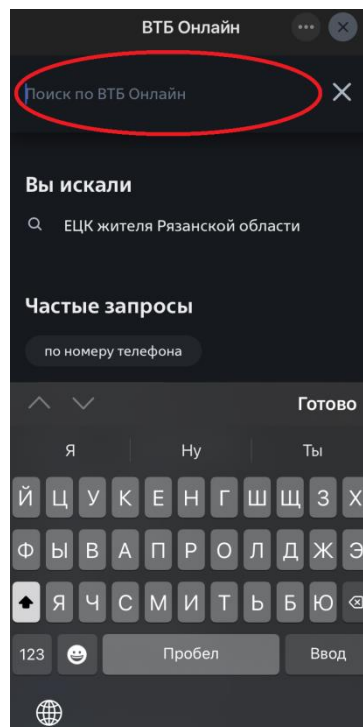 ВТБ Онлайн
Поиск по ВТБ Онлайн
Вы искали
ЕЦК жителя Рязанской области
Частые запросы
по номеру телефона
Готово
Я Ну Ты
Й Ц У К Е Н Г Ш Щ З Х
Ф Ы В А П Р О Л Д Ж Э
Я Ч С М И Т Ь Б Ю
123 Пробел Ввод